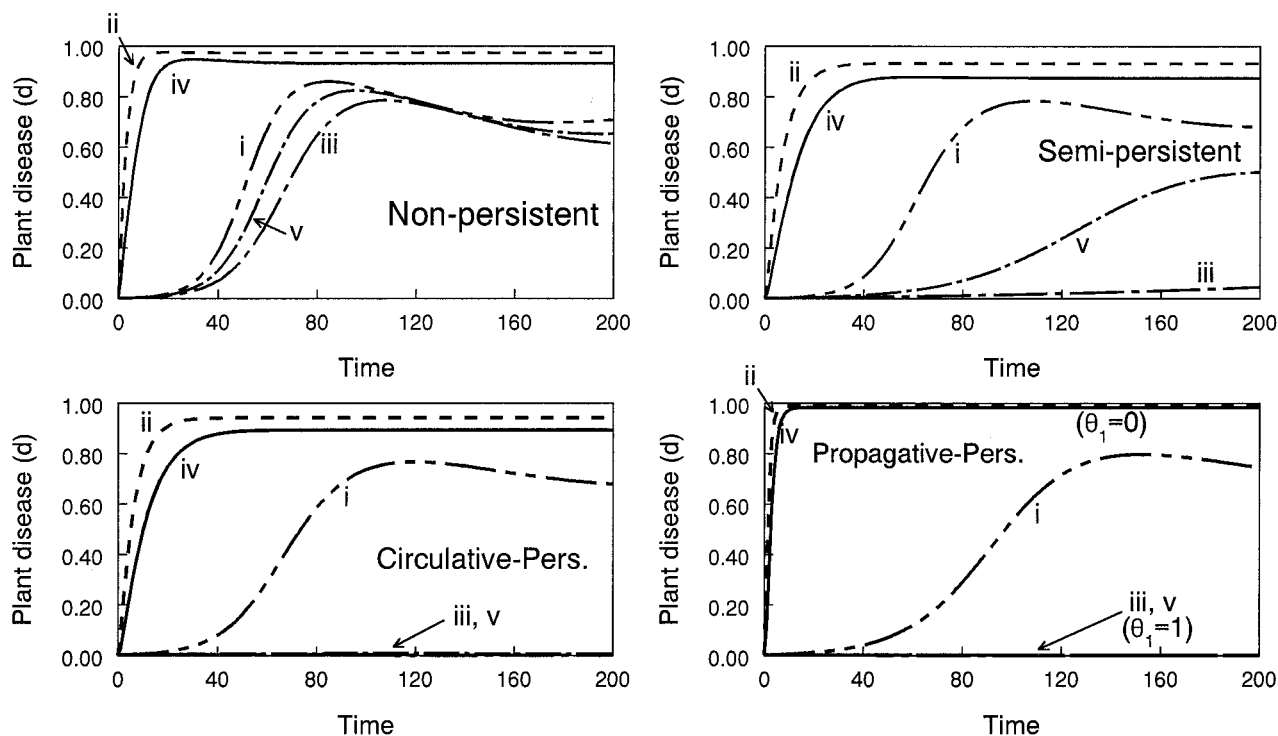 ii
1.00
0.80
0.60
0.40
0.20
0.00
Plant disease (d)
iv
i
iii
v
Non-persistent
0 40 80 120 160 200
Time
1.00
0.80
0.60
0.40
0.20
0.00
Plant disease (d)
ii
iv
i
Semi-persistent
v
iii
0 40 80 120 160 200
Time
1.00
0.80
0.60
0.40
0.20
0.00
Plant disease (d)
ii
iv
i
Circulative-Pers.
iii, v
0 40 80 120 160 200
Time
ii
1.00
0.80
0.60
0.40
0.20
0.00
Plant disease (d)
iv
(θ₁=0)
Propagative-Pers.
i
iii, v
(θ₁=1)
0 40 80 120 160 200
Time